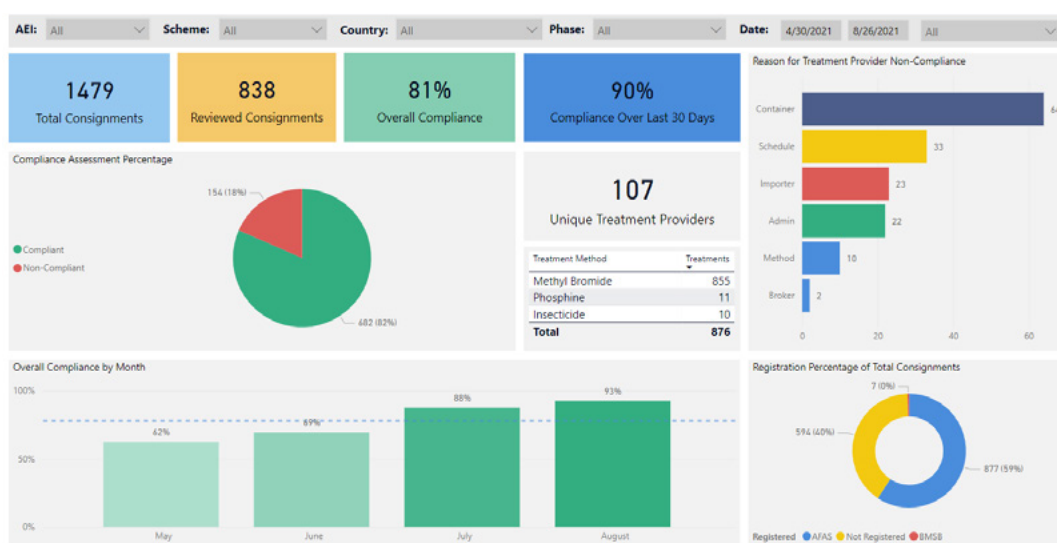 AEI: All Scheme: All Country: All Phase: All Date: 4/30/2021 8/26/2021 All
1479
Total Consignments
838
Reviewed Consignments
81%
Overall Compliance
90%
Compliance Over Last 30 Days
Reason for Treatment Provider Non-Compliance
Container
Schedule 33
Importer 23
Admin 22
Method 10
Broker 2
0 20 40 60
Compliance Assessment Percentage
154 (18%)
Compliant
Non-Compliant
682 (82%)
107
Unique Treatment Providers
Treatment Method Treatments
Methyl Bromide 855
Phosphine 11
Insecticide 10
Total 876
Overall Compliance by Month
100%
50%
0%
62%
69%
88%
93%
May June July August
Registration Percentage of Total Consignments
7 (0%)
594 (40%)
877 (59%)
Registered AFAS Not Registered BMSB